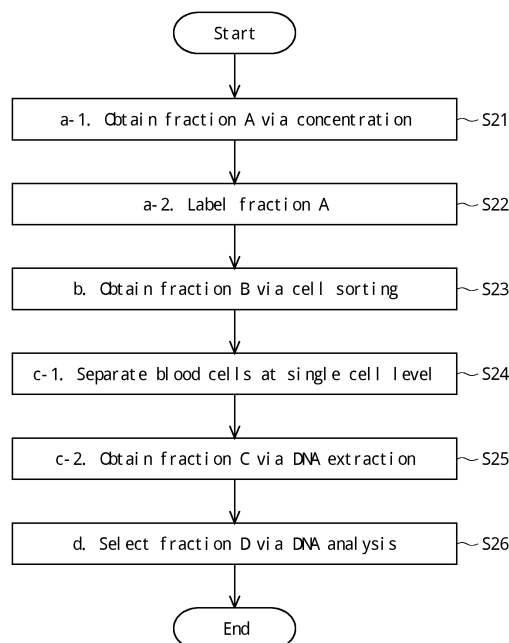 Start
a-1. Obtain fraction A via concentration S21
a-2. Label fraction A S22
b. Obtain fraction B via cell sorting S23
c-1. Separate blood cells at single cell level S24
c-2. Obtain fraction C via DNA extraction S25
d. Select fraction D via DNA analysis S26
End